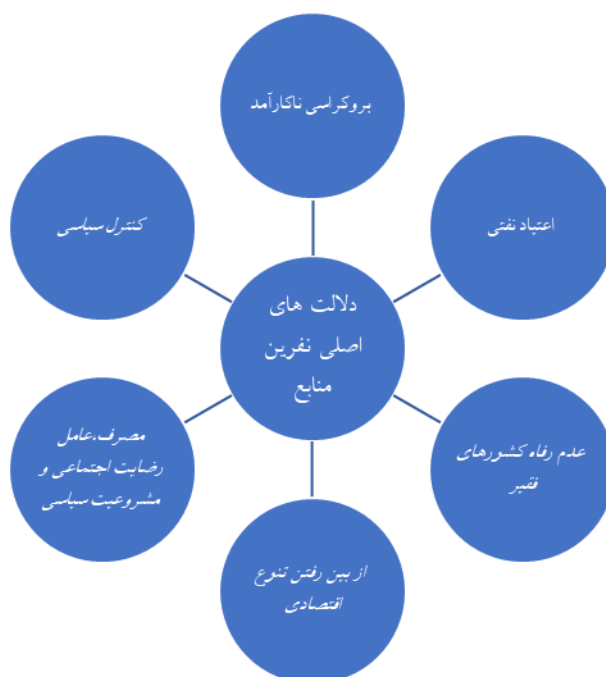 بروکراسی ناکارآمد
اعتیاد نفتی
عدم رفاه کشورهای
فقیر
از بین رفتن تنوع
اقتصادی
مصرف،عامل
رضایت اجتماعی و
مشروعیت سیاسی
کنترل سیاسی
دلالت های
اصلی نفرین
منابع